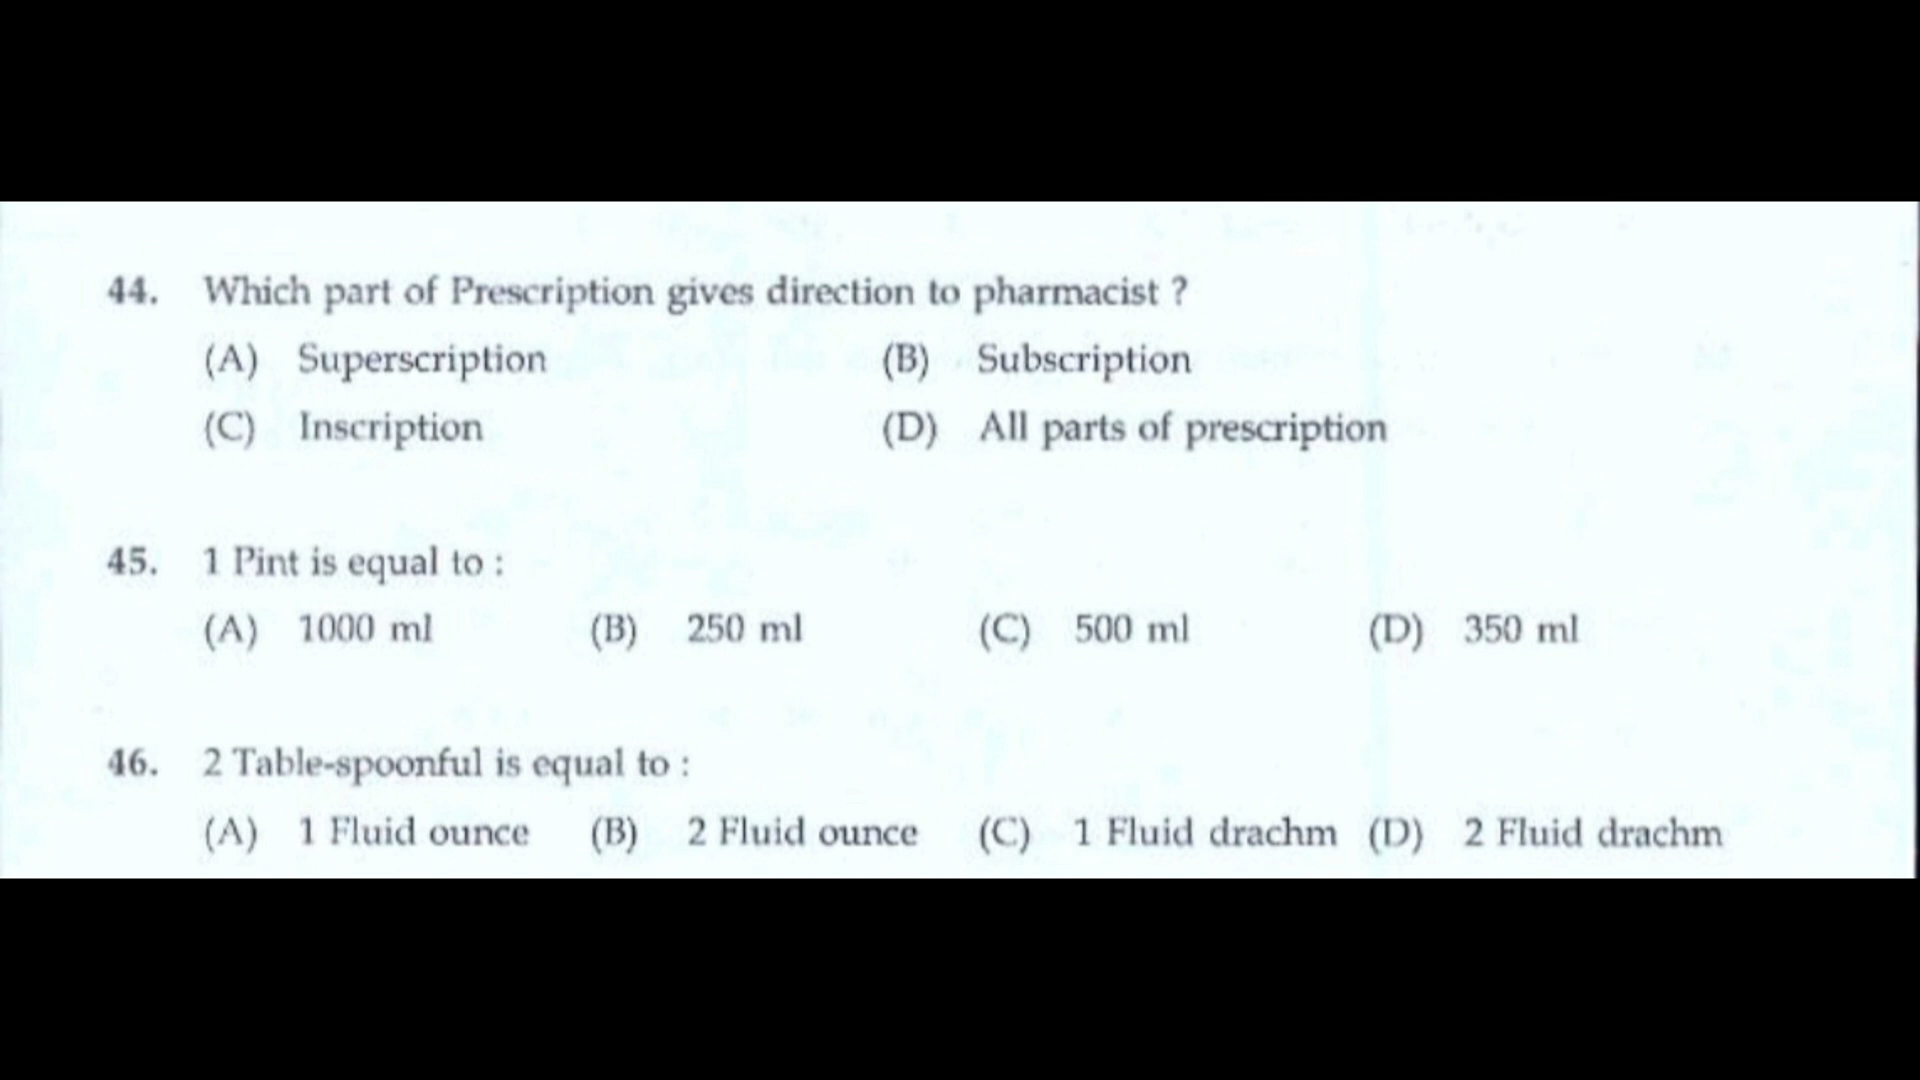 44. Which part of Prescription gives direction to pharmacist ?
(A) Superscription (B) Subscription
(C) Inscription (D) All parts of prescription
45. 1 Pint is equal to :
(A) 1000 ml (B) 250 ml (C) 500 ml (D) 350 ml
46. 2 Table-spoonful is equal to :
(A) 1 Fluid ounce (B) 2 Fluid ounce (C) 1 Fluid drachm (D) 2 Fluid drachm